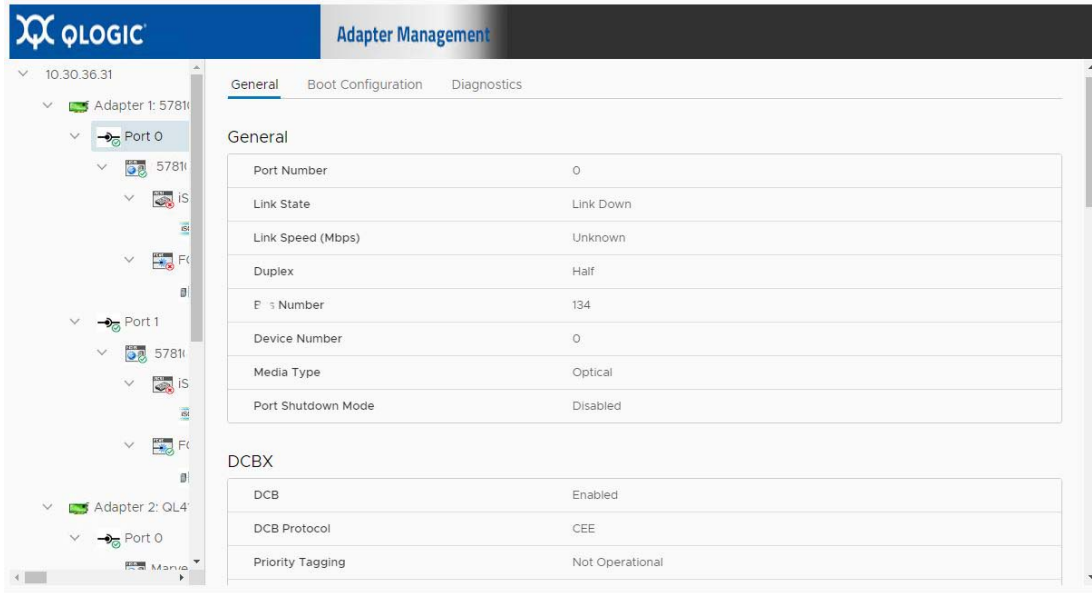 QLOGIC
Adapter Management
10.30.36.31
Adapter 1: 5781
Port 0
5781
iS
F
Port 1
5781
iS
F
Adapter 2: QL4
Port 0
General Boot Configuration Diagnostics
General
Port Number 0
Link State Link Down
Link Speed (Mbps) Unknown
Duplex Half
Number 134
Device Number 0
Media Type Optical
Port Shutdown Mode Disabled
DCBX
DCB Enabled
DCB Protocol CEE
Priority Tagging Not Operational